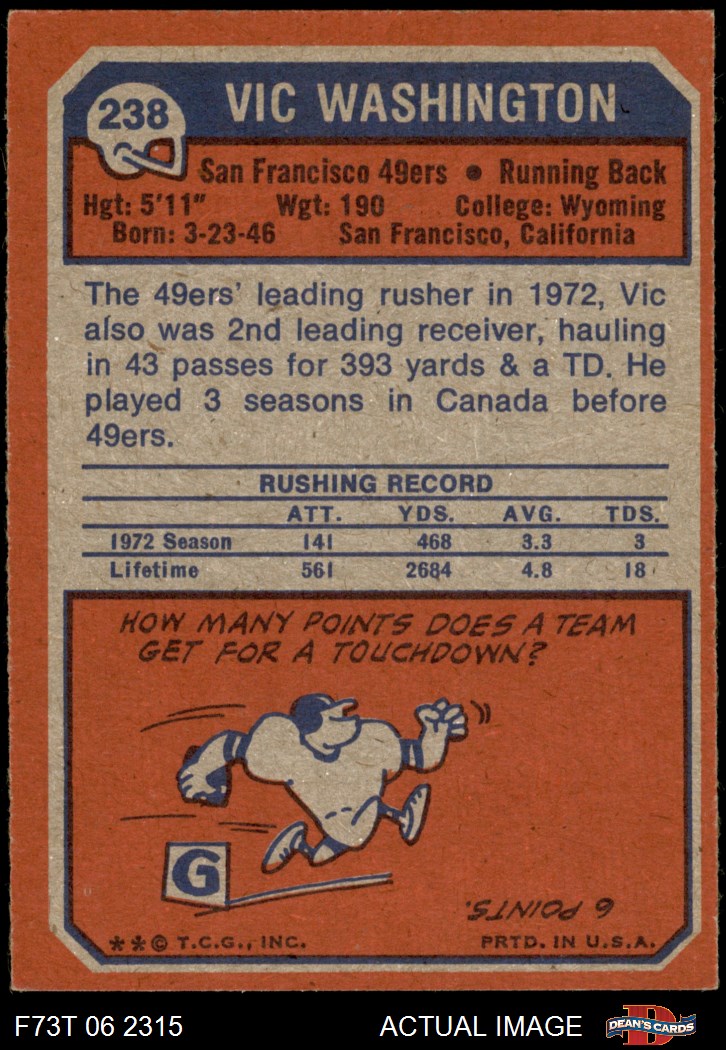 238
VIC WASHINGTON
San Francisco 49ers • Running Back
Hgt: 5'11" Wgt: 190 College: Wyoming
Born: 3-23-46 San Francisco, California
The 49ers' leading rusher in 1972, Vic
also was 2nd leading receiver, hauling
in 43 passes for 393 yards & a TD. He
played 3 seasons in Canada before
49ers.
RUSHING RECORD
ATT. YDS. AVG. TDS.
1972 Season 141 468 3.3 3
Lifetime 561 2684 4.8 18
HOW MANY POINTS DOES A TEAM
GET FOR A TOUCHDOWN?
G
6 POINTS.
**© T.C.G., INC. PRTD. IN U.S.A.
F73T 06 2315 ACTUAL IMAGE D DEAN'S CARDS